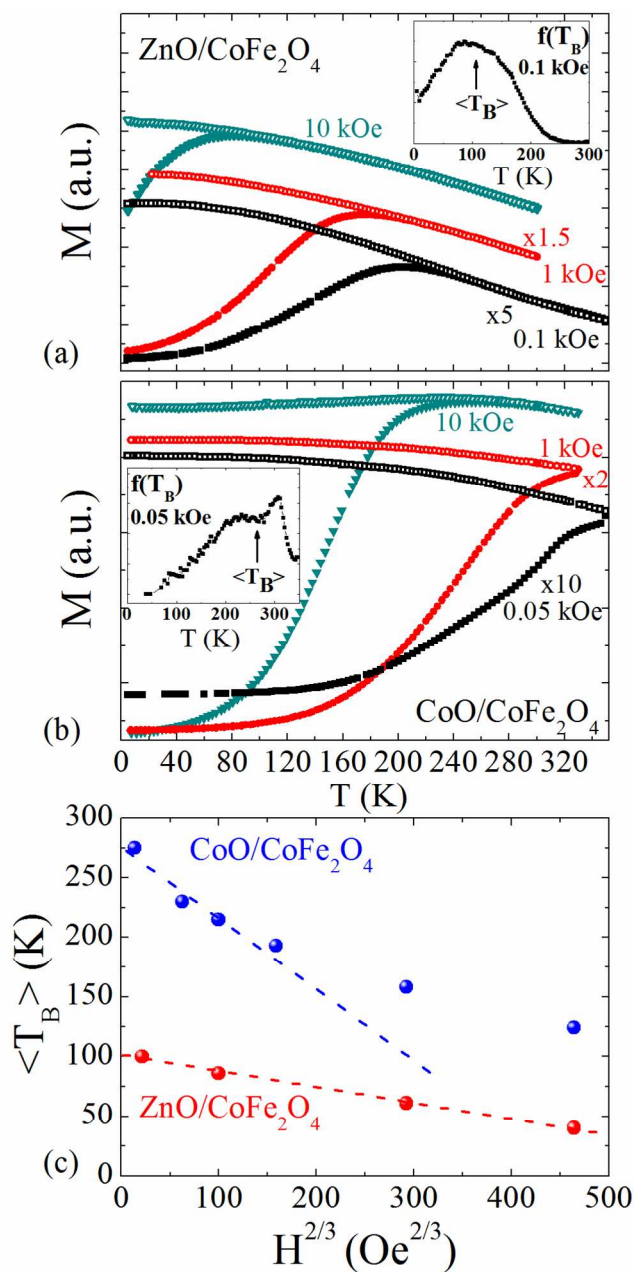 ZnO/CoFe2O4
f(TB)
0.1 kOe
<TB>
0 100 200 300
T (K)
10 kOe
x1.5
1 kOe
x5
0.1 kOe
M (a.u.)
(a)
10 kOe
1 kOe
x2
f(TB)
0.05 kOe
<TB>
0 100 200 300
T (K)
x10
0.05 kOe
M (a.u.)
(b)
CoO/CoFe2O4
0 40 80 120 160 200 240 280 320
T (K)
300
CoO/CoFe2O4
250
200
150
100
50
0
<TB> (K)
ZnO/CoFe2O4
(c)
0 100 200 300 400 500
H2/3 (Oe2/3)